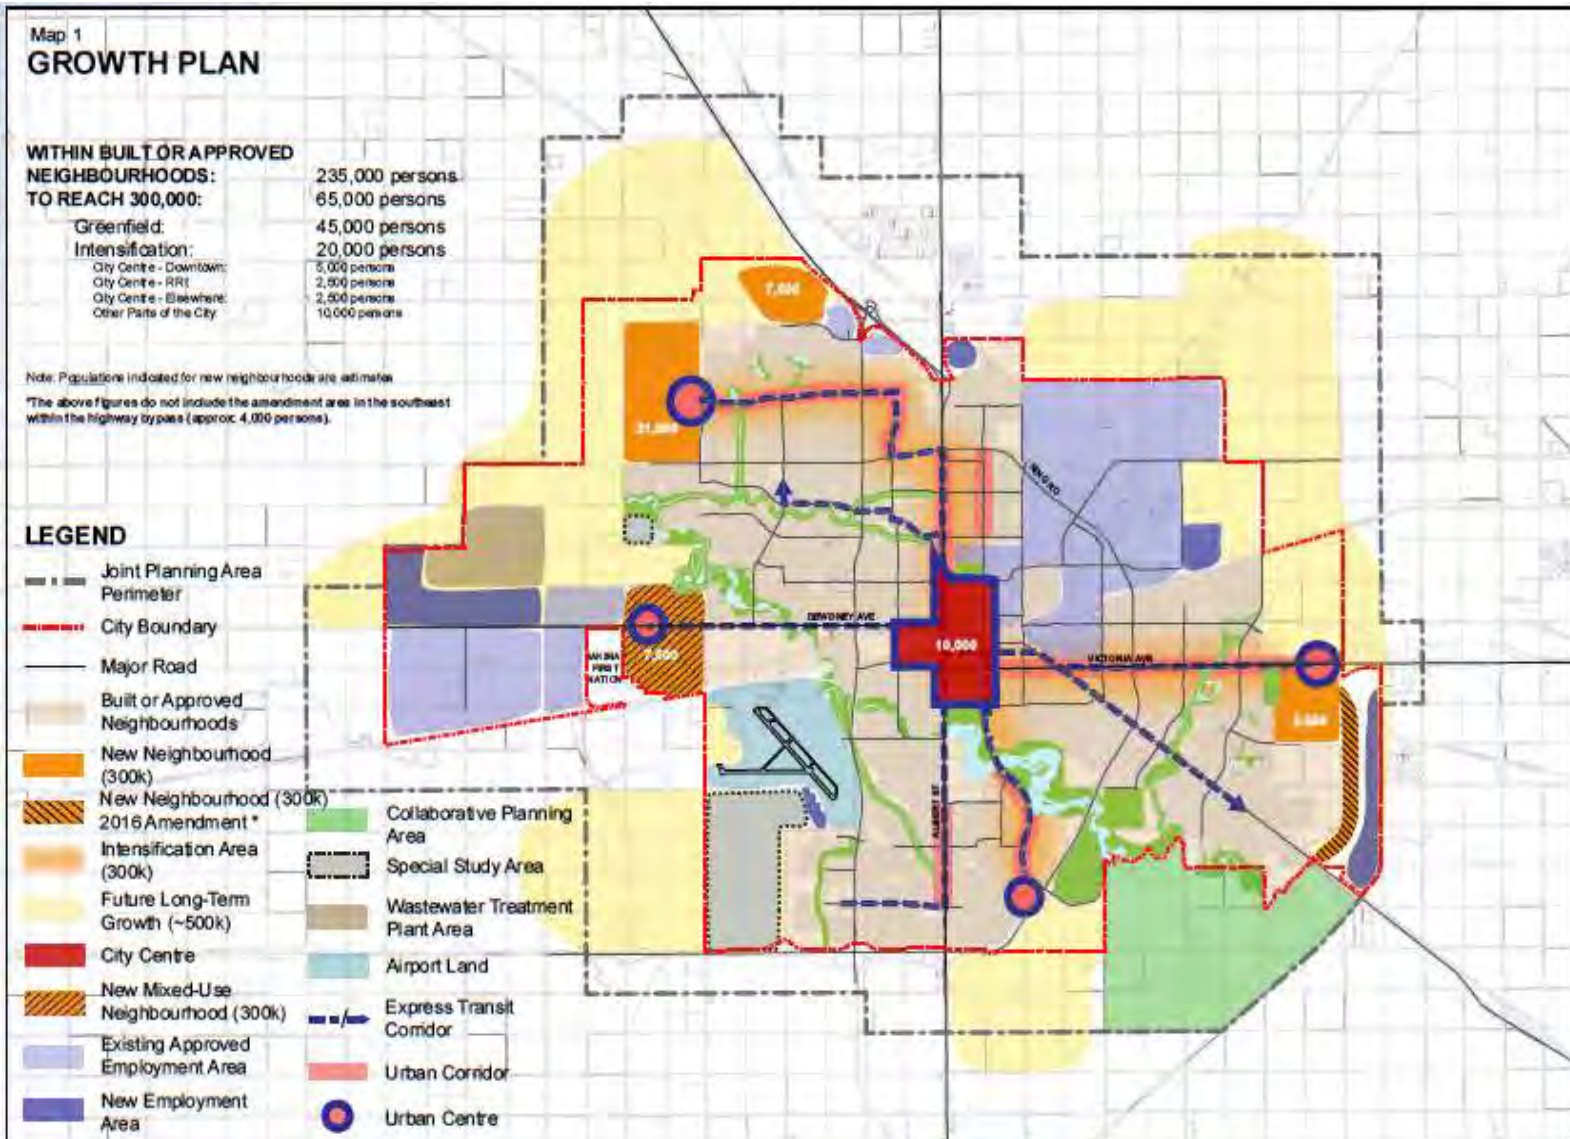 Map 1
GROWTH PLAN
WITHIN BUILT OR APPROVED
NEIGHBOURHOODS: 235,000 persons
TO REACH 300,000: 65,000 persons
Greenfield: 45,000 persons
Intensification: 20,000 persons
City Centre - Downtown: 5,000 persons
City Centre - RRI: 2,500 persons
City Centre - Elsewhere: 2,500 persons
Other Parts of the City: 10,000 persons
Note: Populations indicated for new neighbourhoods are estimates
*The above figures do not include the amendment area in the southeast
within the highway bypass (approx. 4,000 persons).
21,000
RING RD
DEWDNEY AVE
7,500
FIRST
NATION
10,000
VICTORIA AVE
ALBERT ST
LEGEND
Joint Planning Area
Perimeter
City Boundary
Major Road
Built or Approved
Neighbourhoods
New Neighbourhood
(300k)
New Neighbourhood (300k)
2016 Amendment *
Intensification Area
(300k)
Future Long-Term
Growth (~500k)
City Centre
New Mixed-Use
Neighbourhood (300k)
Existing Approved
Employment Area
New Employment
Area
Collaborative Planning
Area
Special Study Area
Wastewater Treatment
Plant Area
Airport Land
Express Transit
Corridor
Urban Corridor
Urban Centre